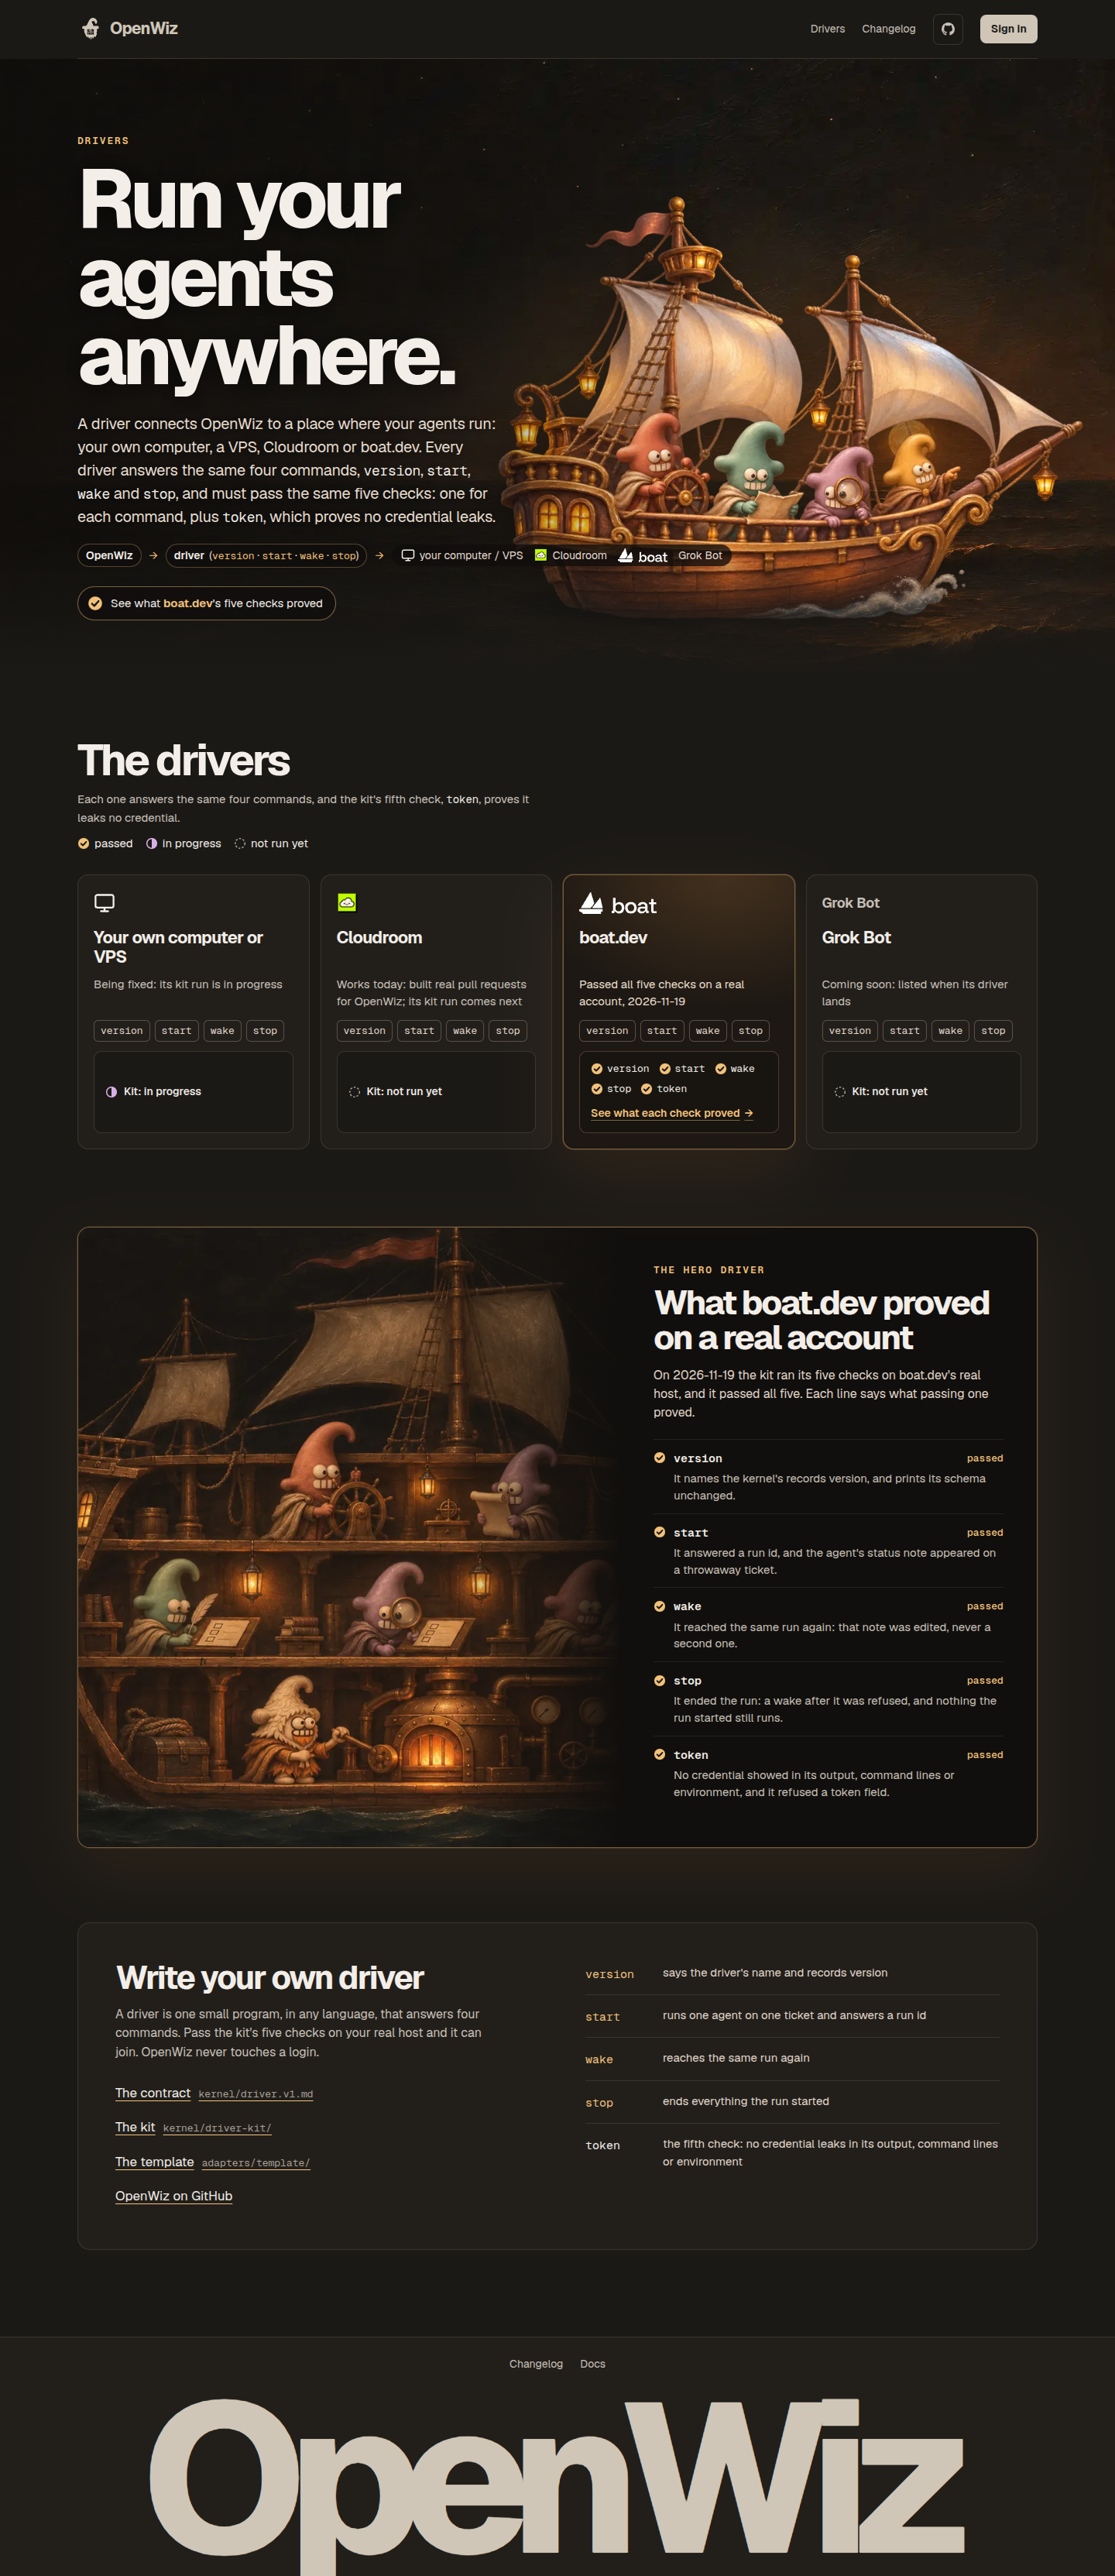 OpenWiz
Drivers
Changelog
Sign in
DRIVERS
Run your
agents
anywhere.
A driver connects OpenWiz to a place where your agents run:
your own computer, a VPS, Cloudroom or boat.dev. Every
driver answers the same four commands, version, start,
wake and stop, and must pass the same five checks: one for
each command, plus token, which proves no credential leaks.
OpenWiz → driver (version · start · wake · stop) → your computer / VPS Cloudroom boat Grok Bot
See what boat.dev's five checks proved
The drivers
Each one answers the same four commands, and the kit's fifth check, token, proves it
leaks no credential.
passed in progress not run yet
Your own computer or
VPS
Being fixed: its kit run is in progress
version start wake stop
Kit: in progress
Cloudroom
Works today: built real pull requests
for OpenWiz; its kit run comes next
version start wake stop
Kit: not run yet
boat
boat.dev
Passed all five checks on a real
account, 2026-11-19
version start wake stop
version start wake
stop token
See what each check proved →
Grok Bot
Grok Bot
Coming soon: listed when its driver
lands
version start wake stop
Kit: not run yet
THE HERO DRIVER
What boat.dev proved
on a real account
On 2026-11-19 the kit ran its five checks on boat.dev's real
host, and it passed all five. Each line says what passing one
proved.
version passed
It names the kernel's records version, and prints its schema
unchanged.
start passed
It answered a run id, and the agent's status note appeared on
a throwaway ticket.
wake passed
It reached the same run again: that note was edited, never a
second one.
stop passed
It ended the run: a wake after it was refused, and nothing the
run started still runs.
token passed
No credential showed in its output, command lines or
environment, and it refused a token field.
Write your own driver
A driver is one small program, in any language, that answers four
commands. Pass the kit's five checks on your real host and it can
join. OpenWiz never touches a login.
The contract kernel/driver.v1.md
The kit kernel/driver-kit/
The template adapters/template/
OpenWiz on GitHub
version says the driver's name and records version
start runs one agent on one ticket and answers a run id
wake reaches the same run again
stop ends everything the run started
token the fifth check: no credential leaks in its output, command lines
or environment
Changelog Docs
OpenWiz